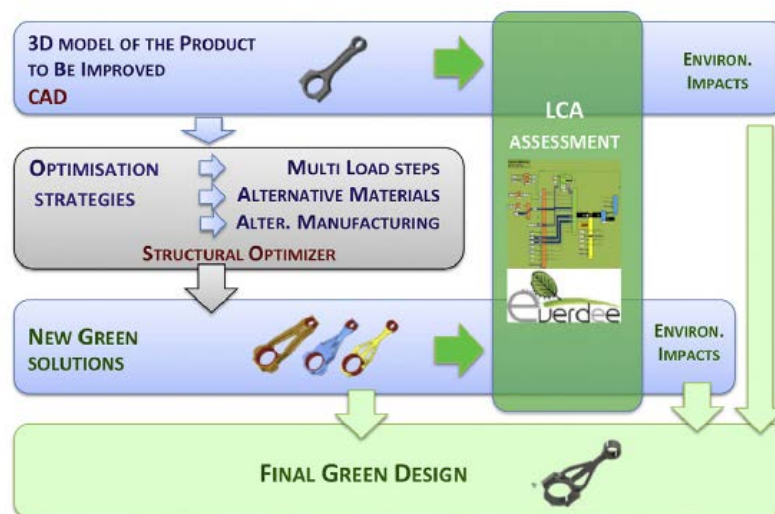 3D MODEL OF THE PRODUCT
TO BE IMPROVED
CAD
ENVIRON.
IMPACTS
LCA
ASSESSMENT
OPTIMISATION
STRATEGIES
MULTI LOAD STEPS
ALTERNATIVE MATERIALS
ALTER. MANUFACTURING
STRUCTURAL OPTIMIZER
everdee
NEW GREEN
SOLUTIONS
ENVIRON.
IMPACTS
FINAL GREEN DESIGN